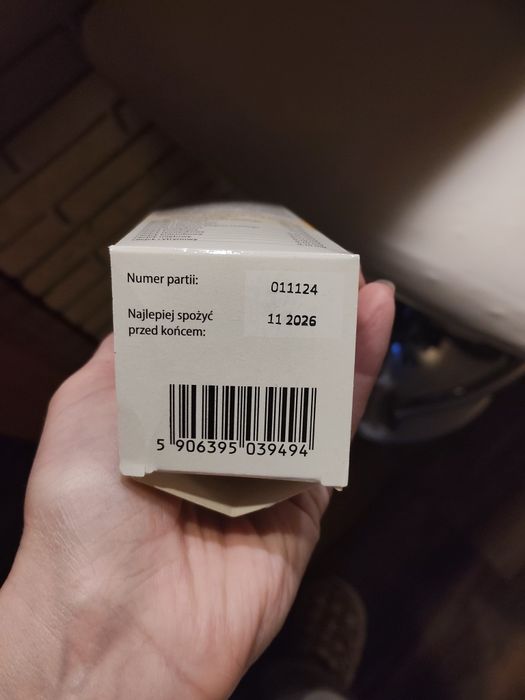 Numer partii:
011124
Najlepiej spożyć
przed końcem:
11 2026
5 906395 039494